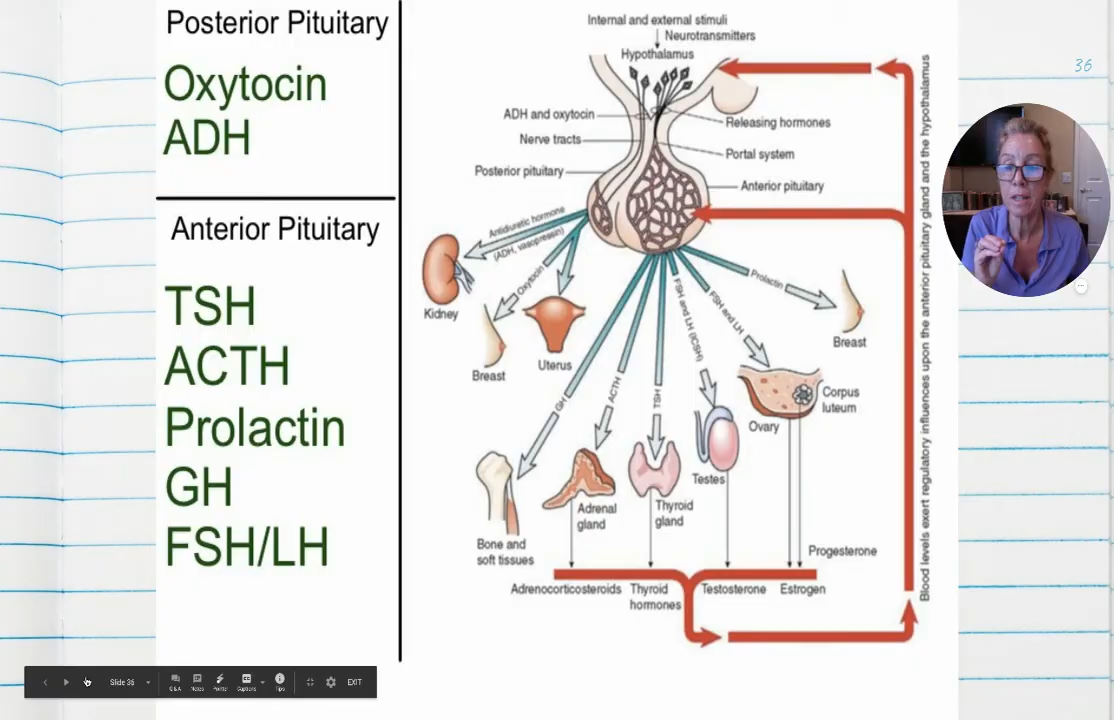 Posterior Pituitary
Oxytocin
ADH
Anterior Pituitary
TSH
ACTH
Prolactin
GH
FSH/LH
Internal and external stimuli
Neurotransmitters
Hypothalamus
ADH and oxytocin
Releasing hormones
Nerve tracts
Portal system
Posterior pituitary
Anterior pituitary
Antidiuretic hormone
(ADH, vasopressin)
Oxytocin
Kidney
Breast
Uterus
GH
ACTH
TSH
FSH and LH (ICSH)
FSH and LH
Prolactin
Breast
Corpus
luteum
Ovary
Testes
Adrenal
gland
Thyroid
gland
Bone and
soft tissues
Progesterone
Adrenocorticosteroids
Thyroid
hormones
Testosterone
Estrogen
Blood levels exert regulatory influences upon the anterior pituitary gland and the hypothalamus
36
Slide 36
Q&A
Notes
Pointer
Captions
Tips
EXIT